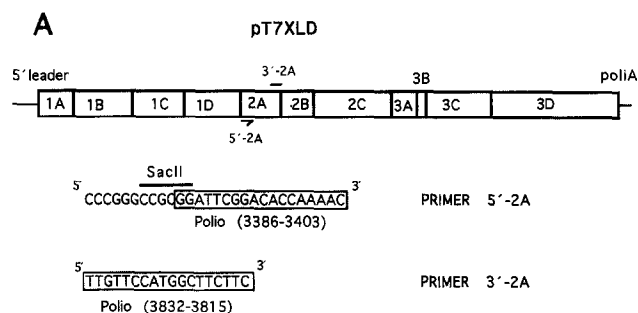 A
pT7XLD
3´-2A
3B
5´leader
poliA
1A 1B 1C 1D 2A 2B 2C 3A 3C 3D
5´-2A
SacII
5´ 3´
CCCGGGCCGCGGATTCGGACACCAAAAC PRIMER 5´-2A
Polio (3386-3403)
5´ 3´
TTGTTCCATGGCTTCTTC PRIMER 3´-2A
Polio (3832-3815)